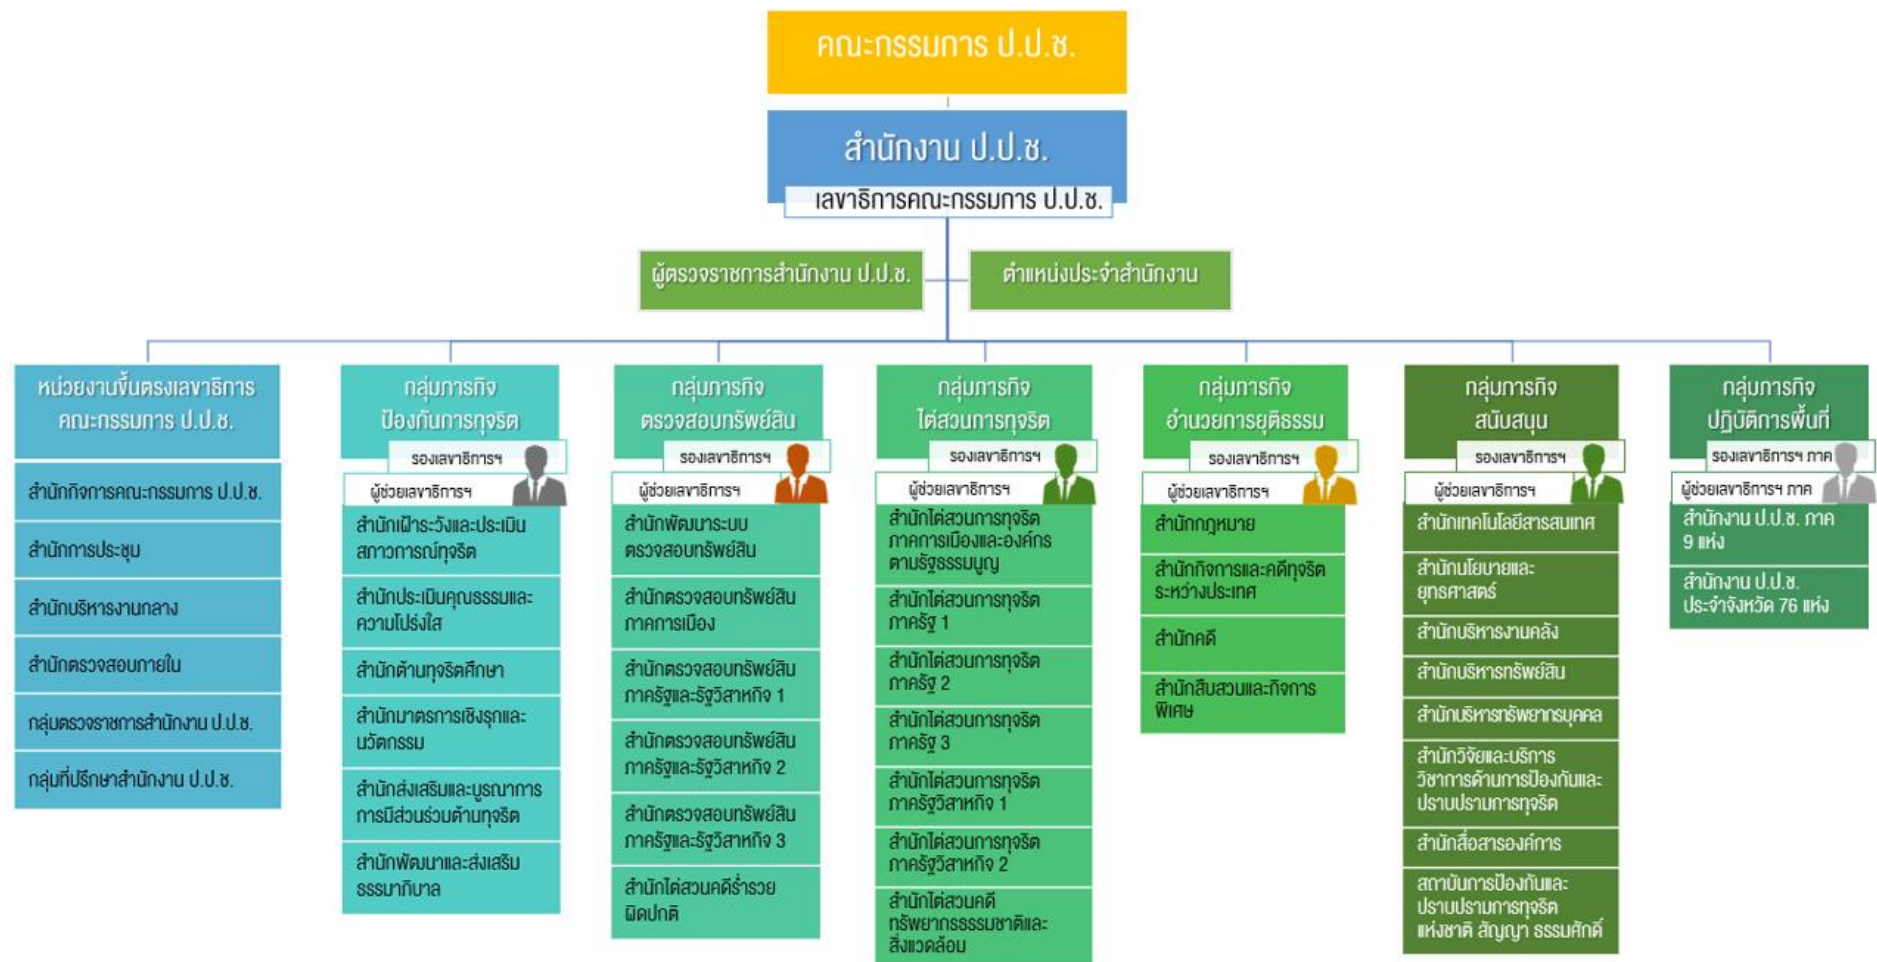 คณะกรรมการ ป.ป.ช.
สำนักงาน ป.ป.ช.
เลขาธิการคณะกรรมการ ป.ป.ช.
ผู้ตรวจราชการสำนักงาน ป.ป.ช.
ตำแหน่งประจำสำนักงาน
หน่วยงานขึ้นตรงเลขาธิการ
คณะกรรมการ ป.ป.ช.
สำนักกิจการคณะกรรมการ ป.ป.ช.
สำนักการประชุม
สำนักบริหารงานกลาง
สำนักตรวจสอบภายใน
กลุ่มตรวจราชการสำนักงาน ป.ป.ช.
กลุ่มที่ปรึกษาสำนักงาน ป.ป.ช.
กลุ่มภารกิจ
ป้องกันการทุจริต
รองเลขาธิการฯ
ผู้ช่วยเลขาธิการฯ
สำนักเฝ้าระวังและประเมิน
สภาวการณ์ทุจริต
สำนักประเมินคุณธรรมและ
ความโปร่งใส
สำนักต้านทุจริตศึกษา
สำนักมาตรการเชิงรุกและ
นวัตกรรม
สำนักส่งเสริมและบูรณาการ
การมีส่วนร่วมต้านทุจริต
สำนักพัฒนาและส่งเสริม
ธรรมาภิบาล
กลุ่มภารกิจ
ตรวจสอบทรัพย์สิน
รองเลขาธิการฯ
ผู้ช่วยเลขาธิการฯ
สำนักพัฒนาระบบ
ตรวจสอบทรัพย์สิน
สำนักตรวจสอบทรัพย์สิน
ภาคการเมือง
สำนักตรวจสอบทรัพย์สิน
ภาครัฐและรัฐวิสาหกิจ 1
สำนักตรวจสอบทรัพย์สิน
ภาครัฐและรัฐวิสาหกิจ 2
สำนักตรวจสอบทรัพย์สิน
ภาครัฐและรัฐวิสาหกิจ 3
สำนักไต่สวนคดีร่ำรวย
ผิดปกติ
กลุ่มภารกิจ
ไต่สวนการทุจริต
รองเลขาธิการฯ
ผู้ช่วยเลขาธิการฯ
สำนักไต่สวนการทุจริต
ภาคการเมืองและองค์กร
ตามรัฐธรรมนูญ
สำนักไต่สวนการทุจริต
ภาครัฐ 1
สำนักไต่สวนการทุจริต
ภาครัฐ 2
สำนักไต่สวนการทุจริต
ภาครัฐ 3
สำนักไต่สวนการทุจริต
ภาครัฐวิสาหกิจ 1
สำนักไต่สวนการทุจริต
ภาครัฐวิสาหกิจ 2
สำนักไต่สวนคดี
ทรัพยากรธรรมชาติและ
สิ่งแวดล้อม
กลุ่มภารกิจ
อำนวยการยุติธรรม
รองเลขาธิการฯ
ผู้ช่วยเลขาธิการฯ
สำนักกฎหมาย
สำนักกิจการและคดีทุจริต
ระหว่างประเทศ
สำนักคดี
สำนักสืบสวนและกิจการ
พิเศษ
กลุ่มภารกิจ
สนับสนุน
รองเลขาธิการฯ
ผู้ช่วยเลขาธิการฯ
สำนักเทคโนโลยีสารสนเทศ
สำนักนโยบายและ
ยุทธศาสตร์
สำนักบริหารงานคลัง
สำนักบริหารทรัพย์สิน
สำนักบริหารทรัพยากรบุคคล
สำนักวิจัยและบริการ
วิชาการด้านการป้องกันและ
ปราบปรามการทุจริต
สำนักสื่อสารองค์การ
สถาบันการป้องกันและ
ปราบปรามการทุจริต
แห่งชาติ สัญญา ธรรมศักดิ์
กลุ่มภารกิจ
ปฏิบัติการพื้นที่
รองเลขาธิการฯ ภาค
ผู้ช่วยเลขาธิการฯ ภาค
สำนักงาน ป.ป.ช. ภาค
9 แห่ง
สำนักงาน ป.ป.ช.
ประจำจังหวัด 76 แห่ง